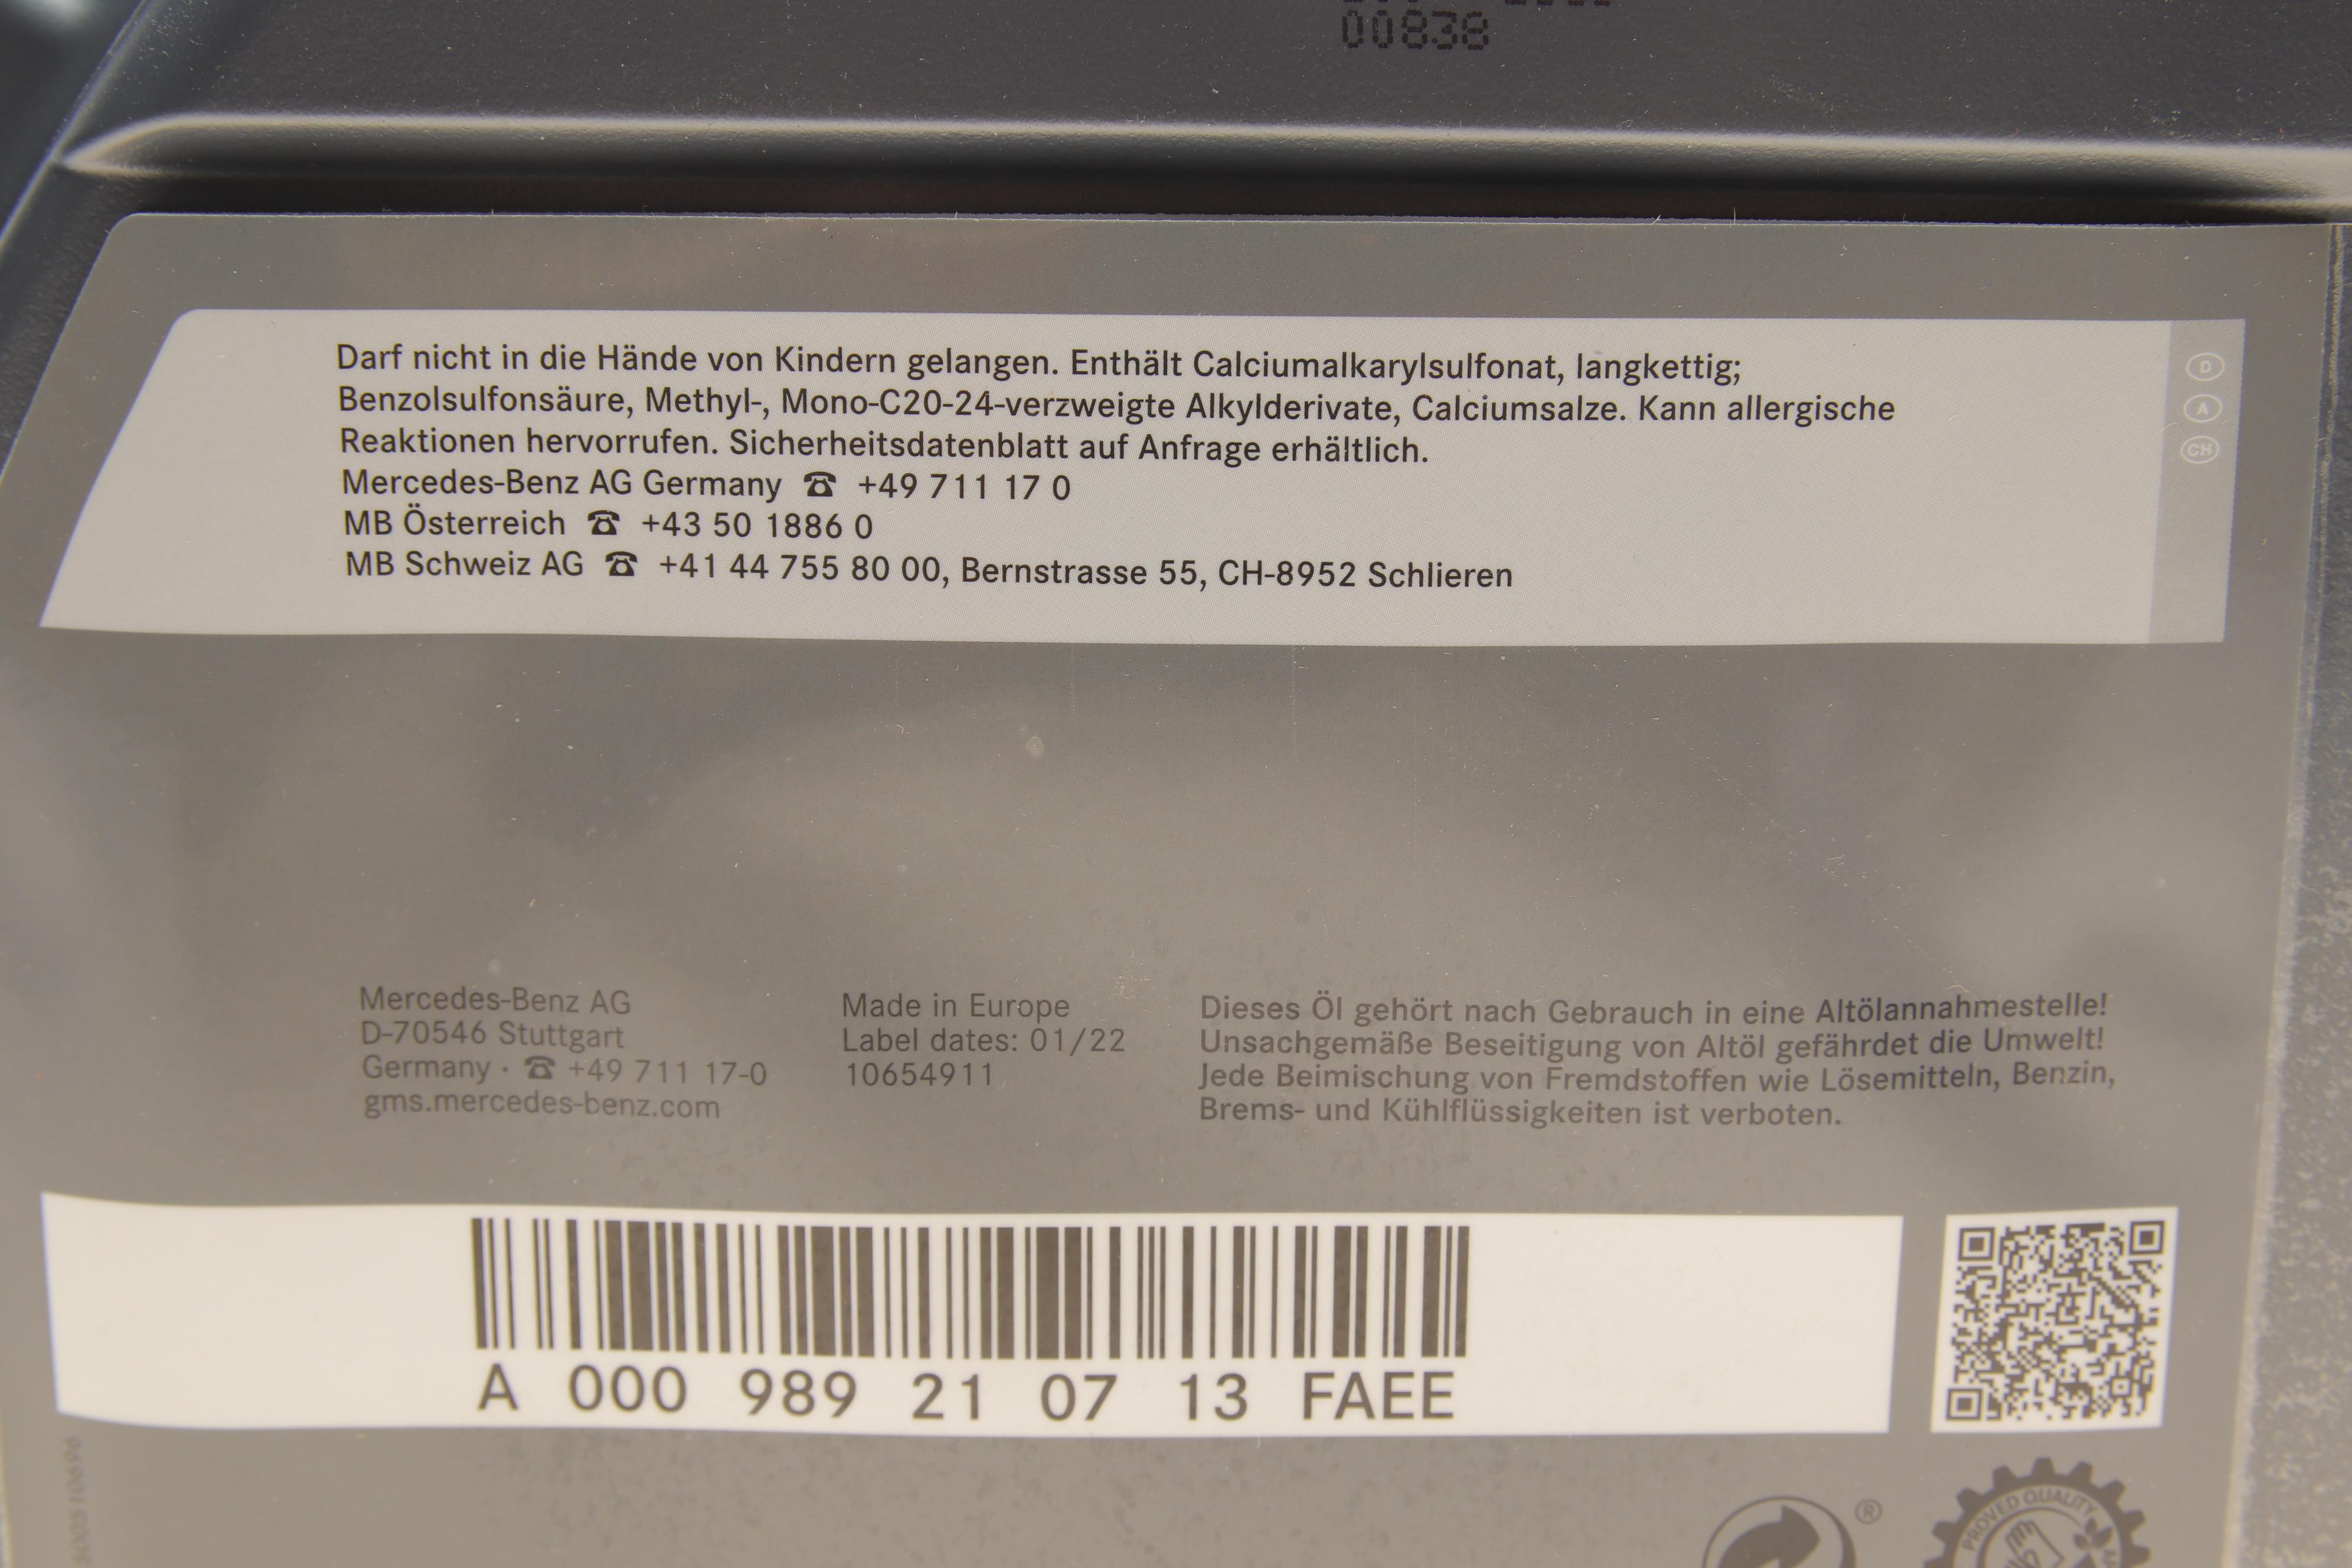 00838
Darf nicht in die Hände von Kindern gelangen. Enthält Calciumalkarylsulfonat, langkettig;
Benzolsulfonsäure, Methyl-, Mono-C20-24-verzweigte Alkylderivate, Calciumsalze. Kann allergische
Reaktionen hervorrufen. Sicherheitsdatenblatt auf Anfrage erhältlich.
Mercedes-Benz AG Germany ☎ +49 711 17 0
MB Österreich ☎ +43 50 1886 0
MB Schweiz AG ☎ +41 44 755 80 00, Bernstrasse 55, CH-8952 Schlieren
D
A
CH
Mercedes-Benz AG
D-70546 Stuttgart
Germany · ☎ +49 711 17-0
gms.mercedes-benz.com
Made in Europe
Label dates: 01/22
10654911
Dieses Öl gehört nach Gebrauch in eine Altölannahmestelle!
Unsachgemäße Beseitigung von Altöl gefährdet die Umwelt!
Jede Beimischung von Fremdstoffen wie Lösemitteln, Benzin,
Brems- und Kühlflüssigkeiten ist verboten.
A 000 989 21 07 13 FAEE
®
PROVED QUALITY